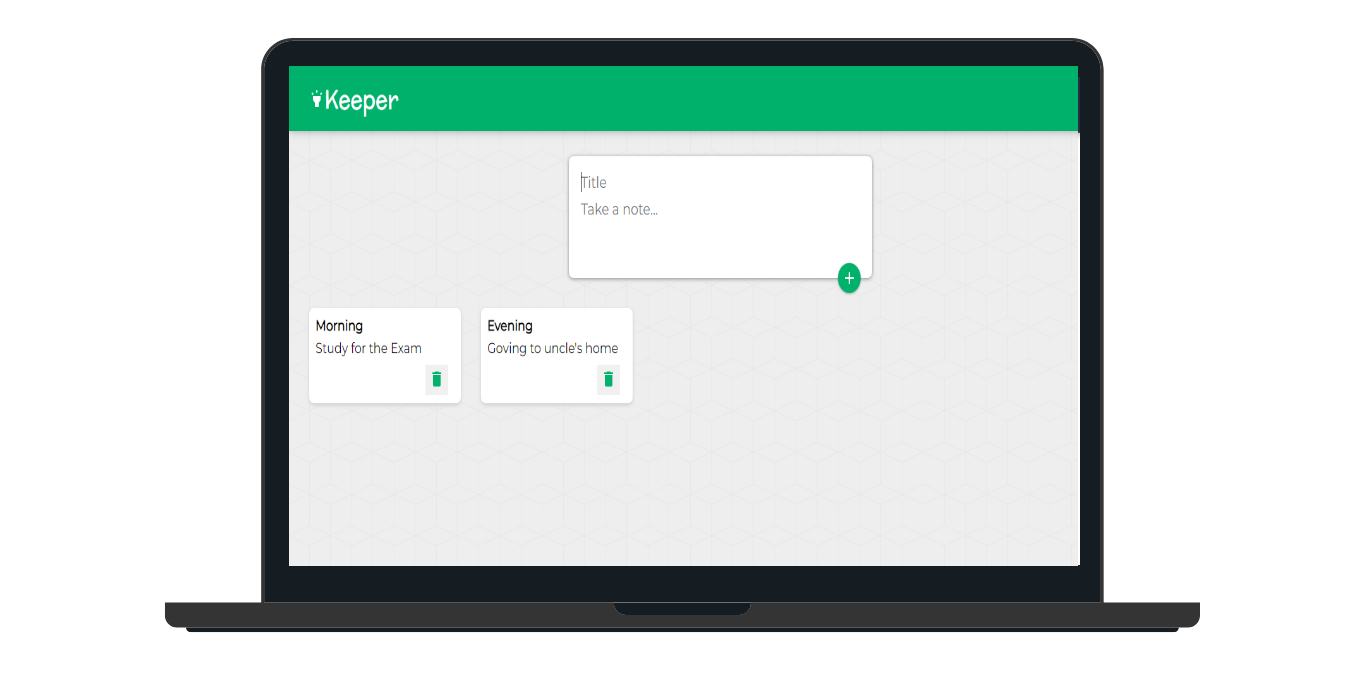 Keeper
Title
Take a note...
Morning
Study for the Exam
Evening
Goving to uncle's home